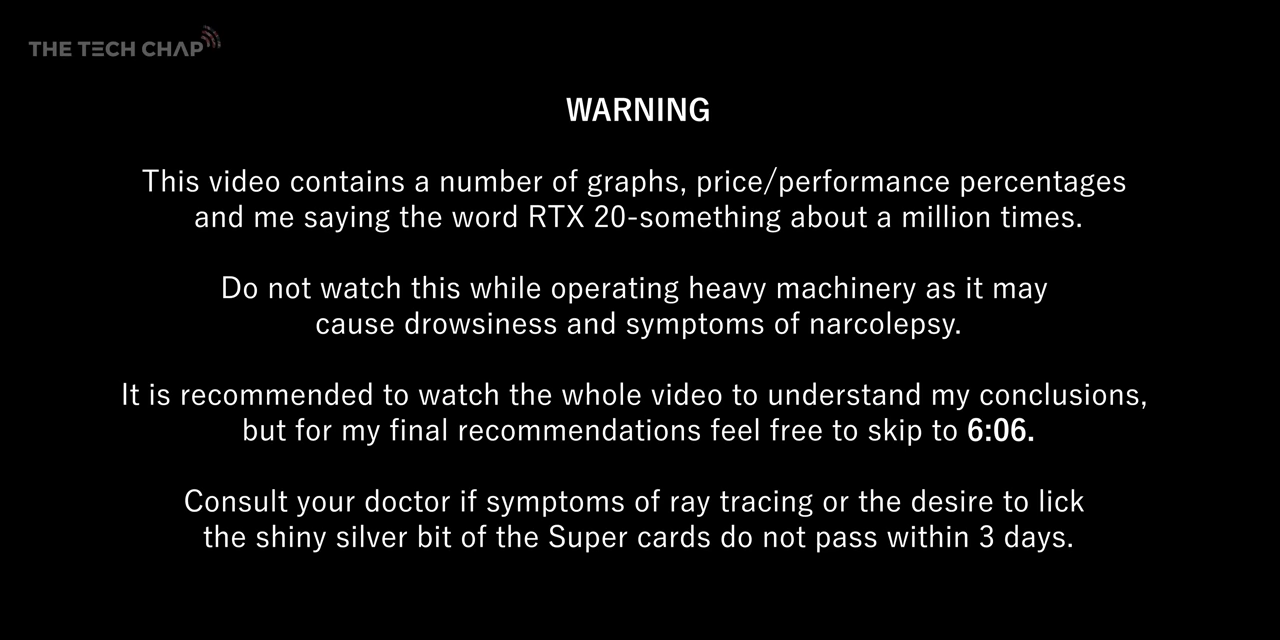 THE TECH CHAP
WARNING
This video contains a number of graphs, price/performance percentages
and me saying the word RTX 20-something about a million times.
Do not watch this while operating heavy machinery as it may
cause drowsiness and symptoms of narcolepsy.
It is recommended to watch the whole video to understand my conclusions,
but for my final recommendations feel free to skip to 6:06.
Consult your doctor if symptoms of ray tracing or the desire to lick
the shiny silver bit of the Super cards do not pass within 3 days.